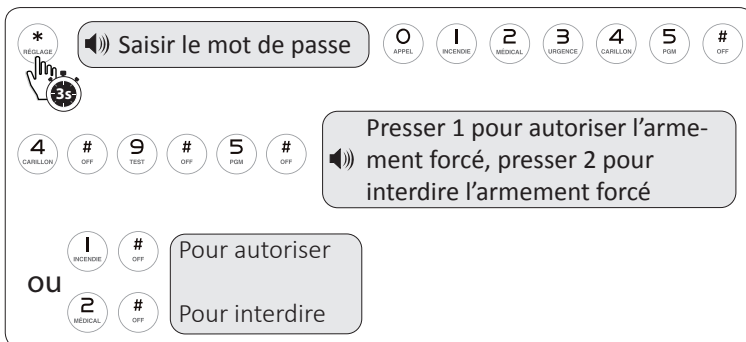 * RÉGLAGE Saisir le mot de passe 0 APPEL 1 INCENDIE 2 MÉDICAL 3 URGENCE 4 CARILLON 5 PGM # OFF
3s
4 CARILLON # OFF 9 TEST # OFF 5 PGM # OFF
Presser 1 pour autoriser l’arme-
ment forcé, presser 2 pour
interdire l’armement forcé
1 INCENDIE # OFF Pour autoriser
ou
2 MÉDICAL # OFF Pour interdire